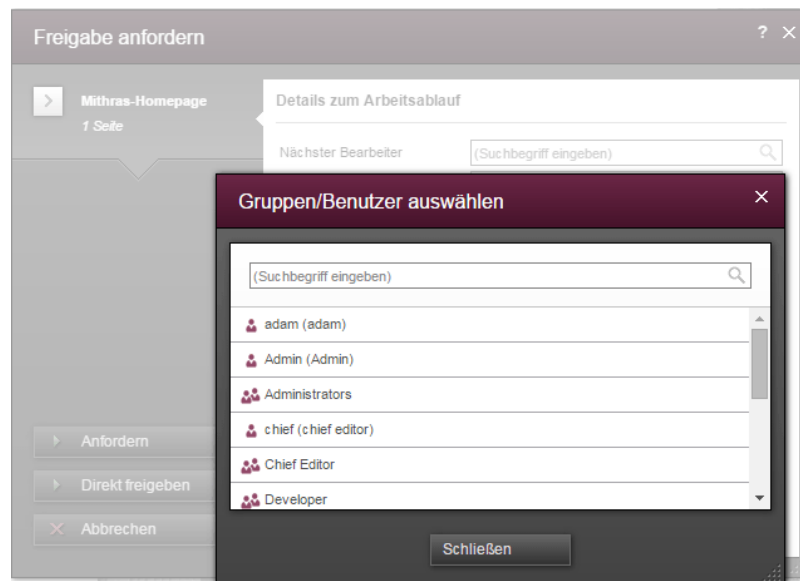 Freigabe anfordern
?
Mithras-Homepage
1 Seite
Details zum Arbeitsablauf
Nächster Bearbeiter
(Suchbegriff eingeben)
Gruppen/Benutzer auswählen
(Suchbegriff eingeben)
adam (adam)
Admin (Admin)
Administrators
chief (chief editor)
Chief Editor
Developer
Schließen
Anfordern
Direkt freigeben
Abbrechen